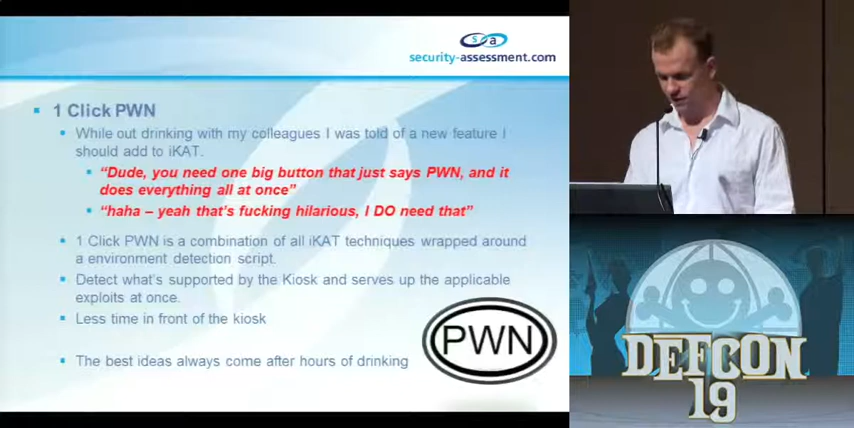 sa
security-assessment.com
1 Click PWN
While out drinking with my colleagues I was told of a new feature I
should add to iKAT.
“Dude, you need one big button that just says PWN, and it
does everything all at once”
“haha – yeah that’s fucking hilarious, I DO need that”
1 Click PWN is a combination of all iKAT techniques wrapped around
a environment detection script.
Detect what’s supported by the Kiosk and serves up the applicable
exploits at once.
Less time in front of the kiosk
The best ideas always come after hours of drinking
PWN
DEFCON
19